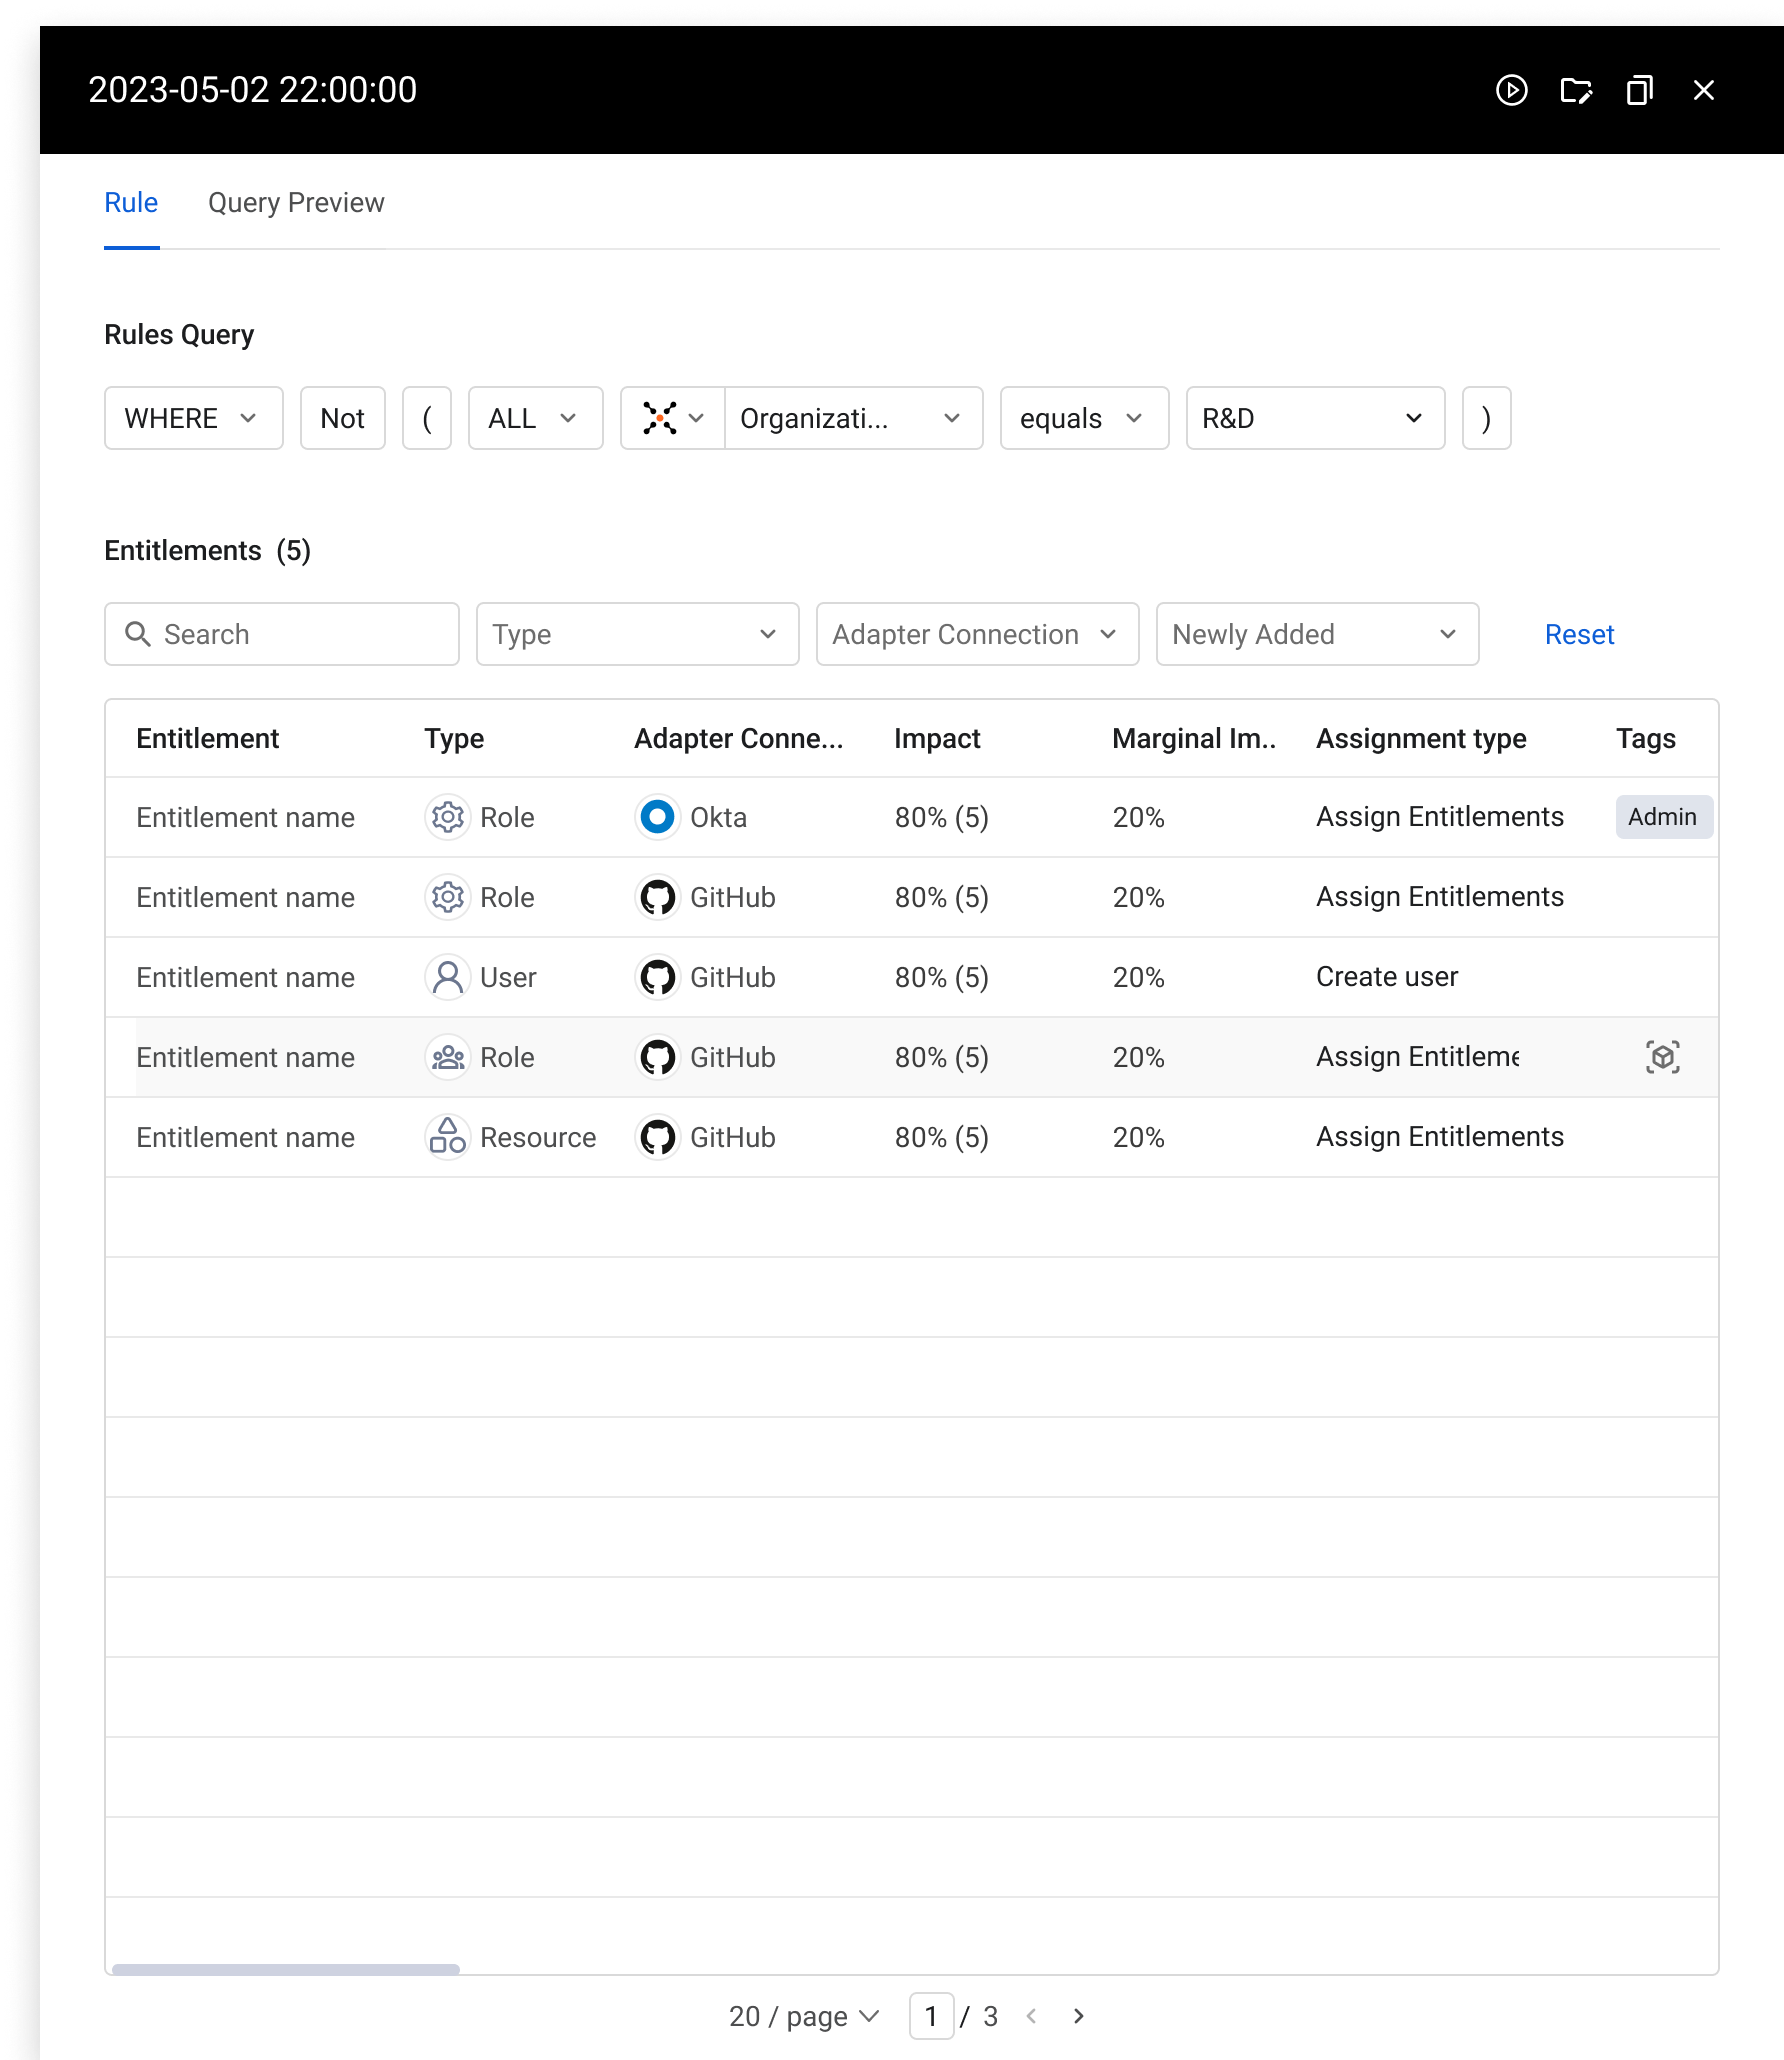 2023-05-02 22:00:00
Rule Query Preview
Rules Query
WHERE Not ( ALL Organizati... equals R&D )
Entitlements (5)
Search Type Adapter Connection Newly Added Reset
Entitlement Type Adapter Conne... Impact Marginal Im.. Assignment type Tags
Entitlement name Role Okta 80% (5) 20% Assign Entitlements Admin
Entitlement name Role GitHub 80% (5) 20% Assign Entitlements
Entitlement name User GitHub 80% (5) 20% Create user
Entitlement name Role GitHub 80% (5) 20% Assign Entitleme
Entitlement name Resource GitHub 80% (5) 20% Assign Entitlements
20 / page 1 / 3